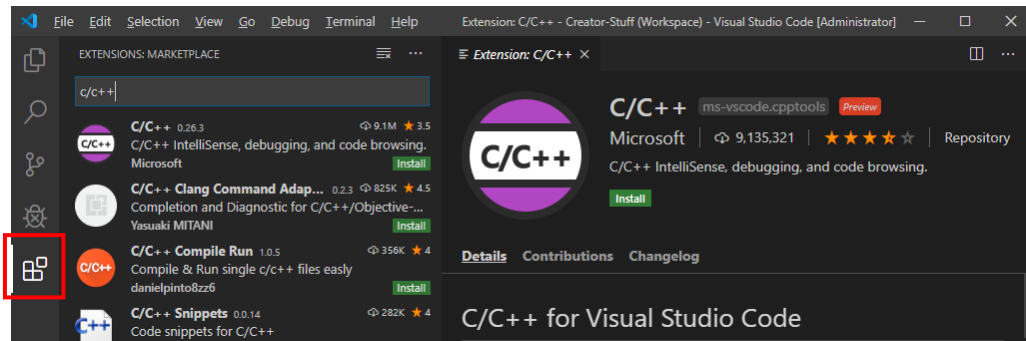 File Edit Selection View Go Debug Terminal Help
Extension: C/C++ - Creator-Stuff (Workspace) - Visual Studio Code [Administrator]
EXTENSIONS: MARKETPLACE
c/c++
C/C++ 0.26.3 9.1M ★ 3.5
C/C++ IntelliSense, debugging, and code browsing.
Microsoft Install
C/C++ Clang Command Adap... 0.2.3 825K ★ 4.5
Completion and Diagnostic for C/C++/Objective-...
Yasuaki MITANI Install
C/C++ Compile Run 1.0.5 356K ★ 4
Compile & Run single c/c++ files easily
danielpinto8zz6 Install
C/C++ Snippets 0.0.14 282K ★ 4
Code snippets for C/C++
C/C++
C/C++
C++
Extension: C/C++
C/C++
C/C++ ms-vscode.cpptools Preview
Microsoft 9,135,321 Repository
C/C++ IntelliSense, debugging, and code browsing.
Install
Details Contributions Changelog
C/C++ for Visual Studio Code